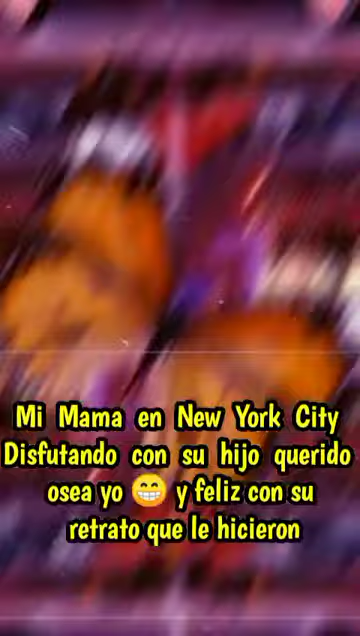 Mi Mama en New York City
Disfutando con su hijo querido
osea yo 😁 y feliz con su
retrato que le hicieron